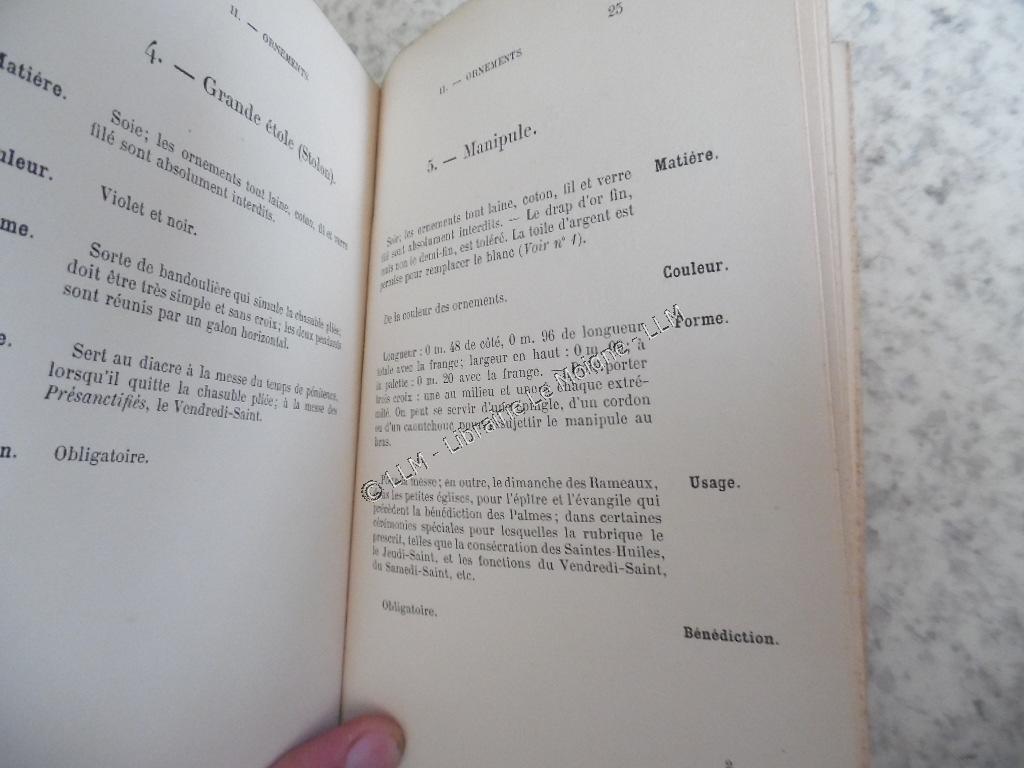 II. — ORNEMENTS
4. — Grande étole (Stolon).
Matière.
Soie; les ornements tout laine, coton, fil et verre
filé sont absolument interdits.
Violet et noir.
Sorte de bandoulière qui simule la chasuble pliée;
doit être très simple et sans croix; les deux pendants
sont réunis par un galon horizontal.
Sert au diacre à la messe du temps de pénitence,
lorsqu'il quitte la chasuble pliée; à la messe des
Présanctifiés, le Vendredi-Saint.
Obligatoire.
25
II. — ORNEMENTS
5. — Manipule.
Matière.
Soie; les ornements tout laine, coton, fil et verre
filé sont absolument interdits. — Le drap d'or fin,
mais non le demi-fin, est toléré. La toile d'argent est
permise pour remplacer le blanc (Voir nº 1).
Couleur.
De la couleur des ornements.
Forme.
Longueur : 0 m. 48 de côté, 0 m. 96 de longueur
totale avec la frange; largeur en haut : 0 m. à
la palette : 0 m. 20 avec la frange. porter
trois croix : une au milieu et une à chaque extré-
mité. On peut se servir d'une épingle, d'un cordon
ou d'un caoutchouc pour assujettir le manipule au
bras.
Usage.
la messe; en outre, le dimanche des Rameaux,
dans les petites églises, pour l'épître et l'évangile qui
précèdent la bénédiction des Palmes; dans certaines
cérémonies spéciales pour lesquelles la rubrique le
prescrit, telles que la consécration des Saintes-Huiles,
le Jeudi-Saint, et les fonctions du Vendredi-Saint,
du Samedi-Saint, etc.
Bénédiction.
Obligatoire.
2
© LLM - Librairie Le Moione - LLM